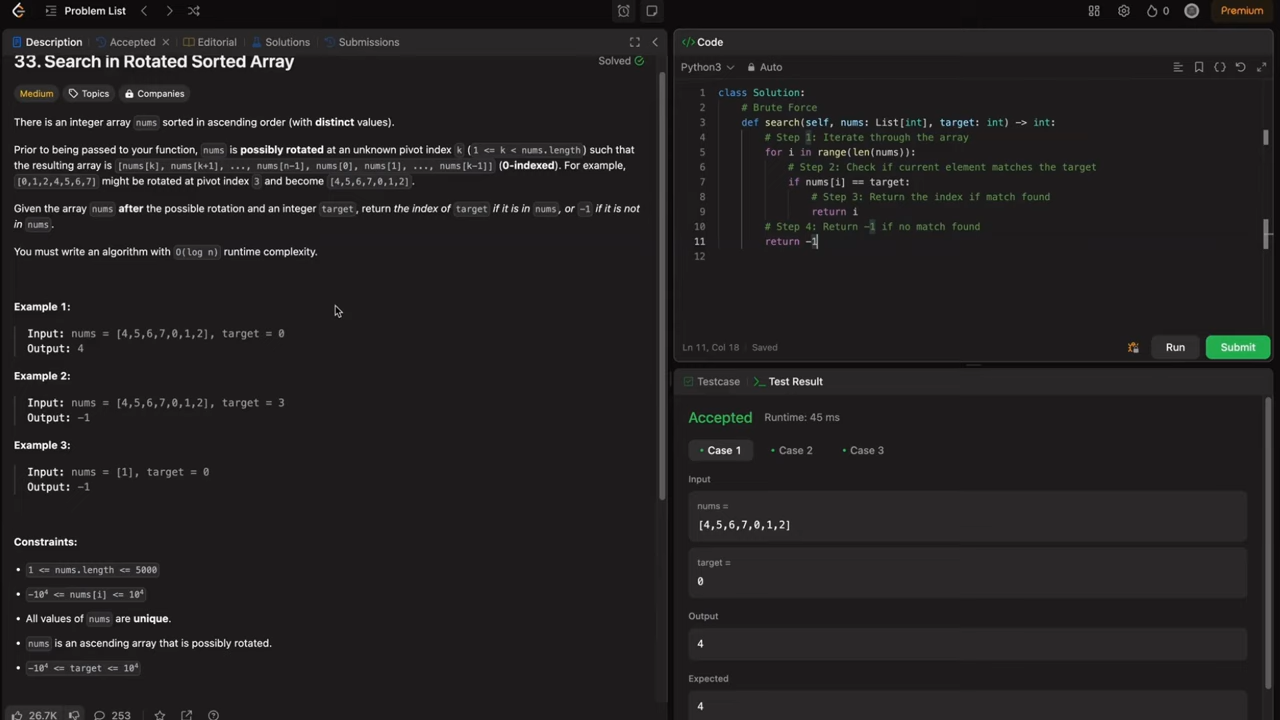 Problem List
Premium
0
Description
Accepted
Editorial
Solutions
Submissions
33. Search in Rotated Sorted Array
Solved
Medium
Topics
Companies
There is an integer array nums sorted in ascending order (with distinct values).
Prior to being passed to your function, nums is possibly rotated at an unknown pivot index k (1 <= k < nums.length) such that
the resulting array is [nums[k], nums[k+1], ..., nums[n-1], nums[0], nums[1], ..., nums[k-1]] (0-indexed). For example,
[0,1,2,4,5,6,7] might be rotated at pivot index 3 and become [4,5,6,7,0,1,2].
Given the array nums after the possible rotation and an integer target, return the index of target if it is in nums, or -1 if it is not
in nums.
You must write an algorithm with O(log n) runtime complexity.
Example 1:
Input: nums = [4,5,6,7,0,1,2], target = 0
Output: 4
Example 2:
Input: nums = [4,5,6,7,0,1,2], target = 3
Output: -1
Example 3:
Input: nums = [1], target = 0
Output: -1
Constraints:
• 1 <= nums.length <= 5000
• -10⁴ <= nums[i] <= 10⁴
• All values of nums are unique.
• nums is an ascending array that is possibly rotated.
• -10⁴ <= target <= 10⁴
26.7K
253
</> Code
Python3
Auto
1 class Solution:
2 # Brute Force
3 def search(self, nums: List[int], target: int) -> int:
4 # Step 1: Iterate through the array
5 for i in range(len(nums)):
6 # Step 2: Check if current element matches the target
7 if nums[i] == target:
8 # Step 3: Return the index if match found
9 return i
10 # Step 4: Return -1 if no match found
11 return -1
12
Ln 11, Col 18
Saved
Run
Submit
Testcase
>_ Test Result
Accepted
Runtime: 45 ms
• Case 1
• Case 2
• Case 3
Input
nums =
[4,5,6,7,0,1,2]
target =
0
Output
4
Expected
4